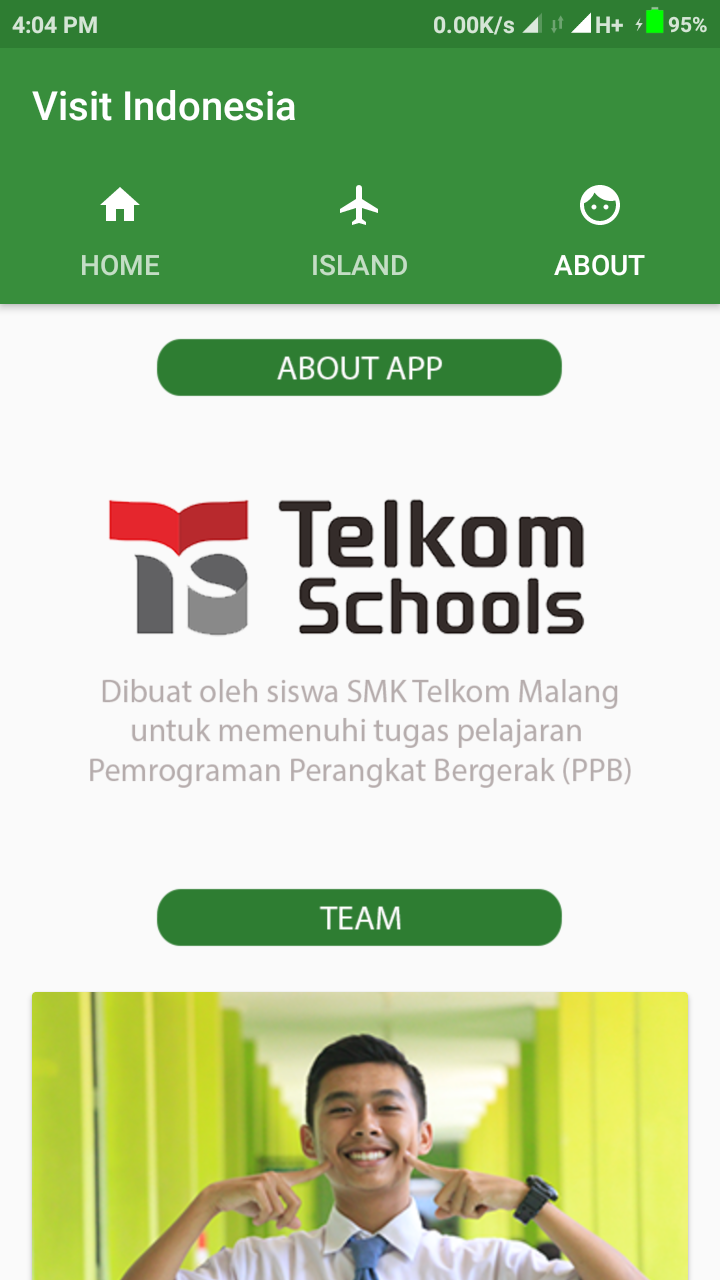 4:04 PM 0.00K/s H+ 95%
Visit Indonesia
HOME ISLAND ABOUT
ABOUT APP
Telkom
Schools
Dibuat oleh siswa SMK Telkom Malang
untuk memenuhi tugas pelajaran
Pemrograman Perangkat Bergerak (PPB)
TEAM